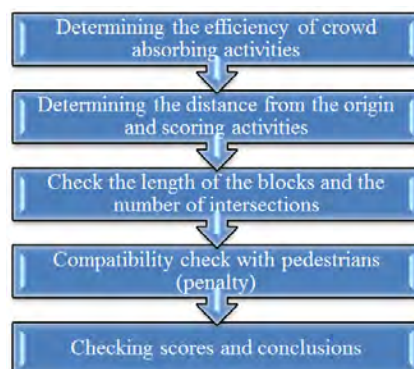 Determining the efficiency of crowd
absorbing activities
Determining the distance from the origin
and scoring activities
Check the length of the blocks and the
number of intersections
Compatibility check with pedestrians
(penalty)
Checking scores and conclusions